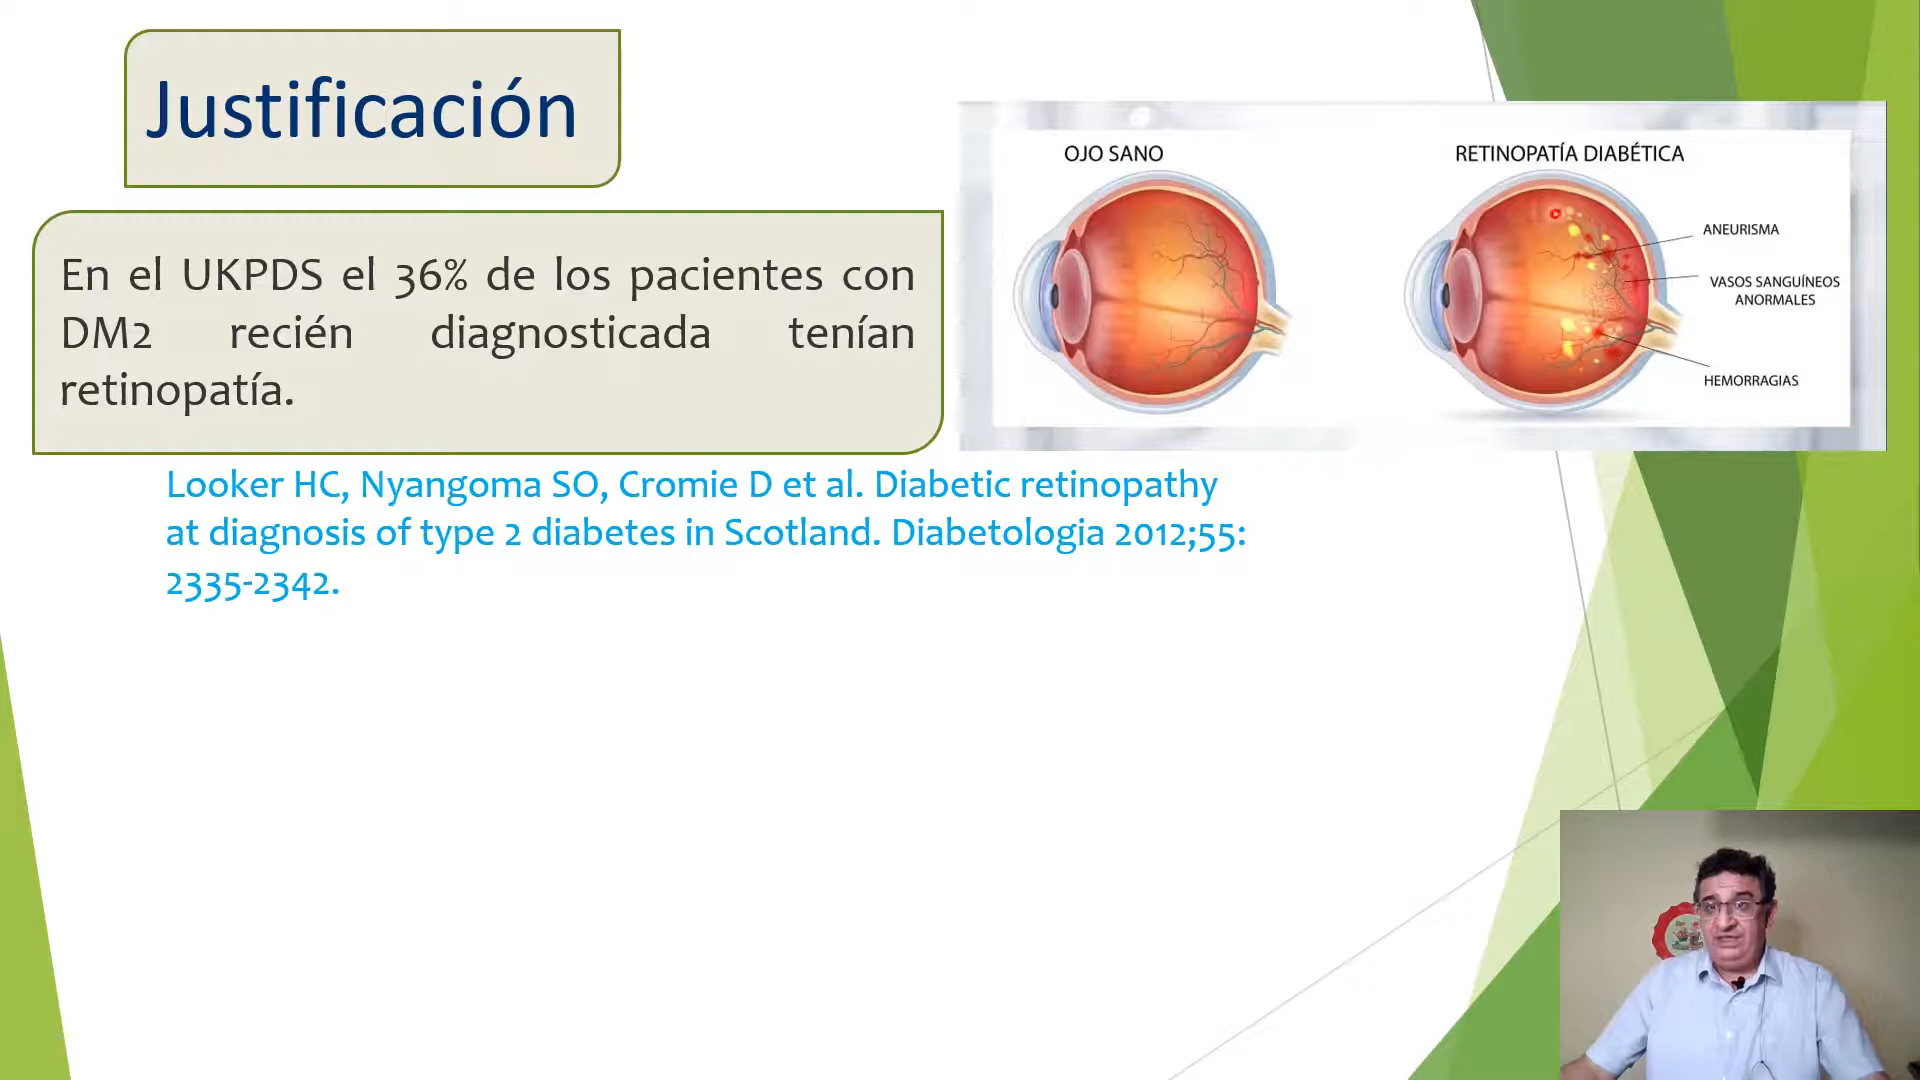 Justificación
En el UKPDS el 36% de los pacientes con
DM2 recién diagnosticada tenían
retinopatía.
OJO SANO
RETINOPATÍA DIABÉTICA
ANEURISMA
VASOS SANGUÍNEOS
ANORMALES
HEMORRAGIAS
Looker HC, Nyangoma SO, Cromie D et al. Diabetic retinopathy
at diagnosis of type 2 diabetes in Scotland. Diabetologia 2012;55:
2335-2342.